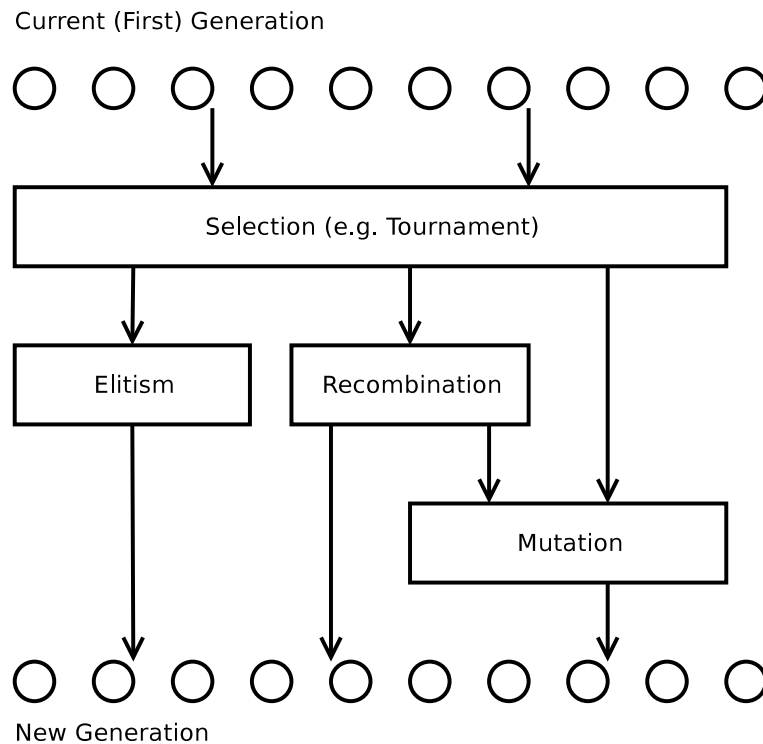 Current (First) Generation
Selection (e.g. Tournament)
Elitism
Recombination
Mutation
New Generation